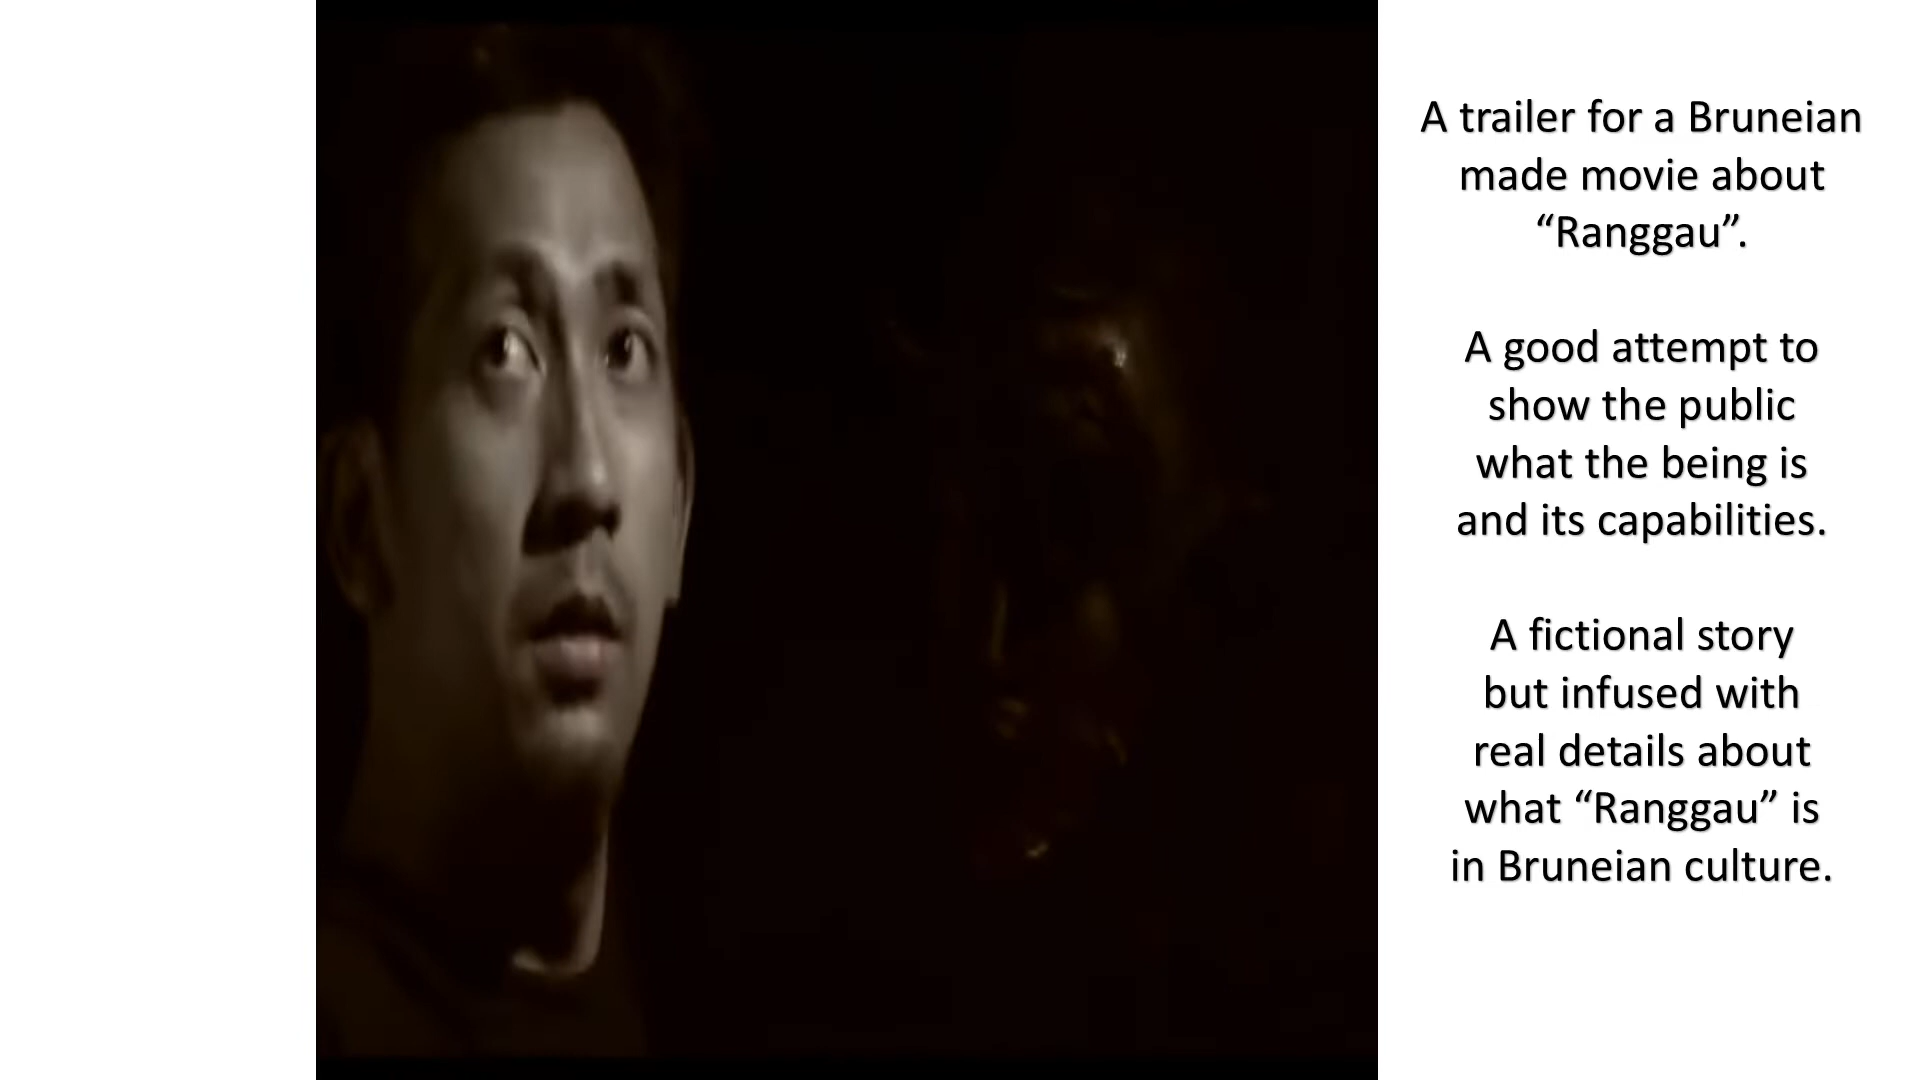 A trailer for a Bruneian
made movie about
“Ranggau”.
A good attempt to
show the public
what the being is
and its capabilities.
A fictional story
but infused with
real details about
what “Ranggau” is
in Bruneian culture.